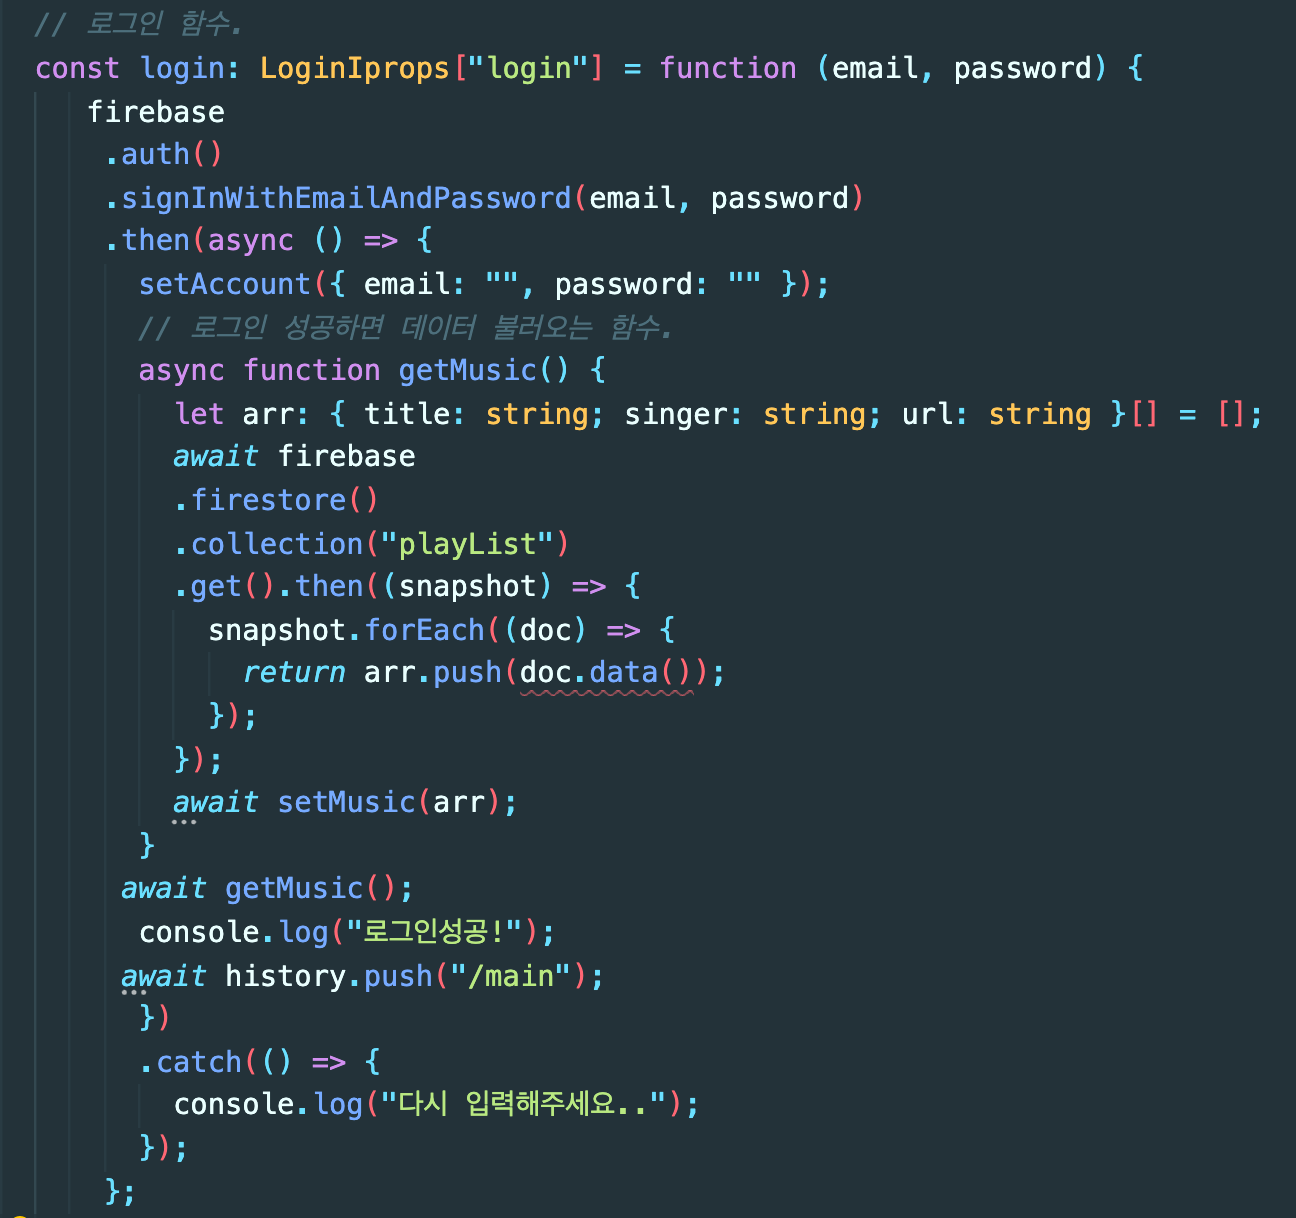 // 로그인 함수.
const login: LoginIprops["login"] = function (email, password) {
firebase
.auth()
.signInWithEmailAndPassword(email, password)
.then(async () => {
setAccount({ email: "", password: "" });
// 로그인 성공하면 데이터 불러오는 함수.
async function getMusic() {
let arr: { title: string; singer: string; url: string }[] = [];
await firebase
.firestore()
.collection("playList")
.get().then((snapshot) => {
snapshot.forEach((doc) => {
return arr.push(doc.data());
});
});
await setMusic(arr);
}
await getMusic();
console.log("로그인성공!");
await history.push("/main");
})
.catch(() => {
console.log("다시 입력해주세요..");
});
};